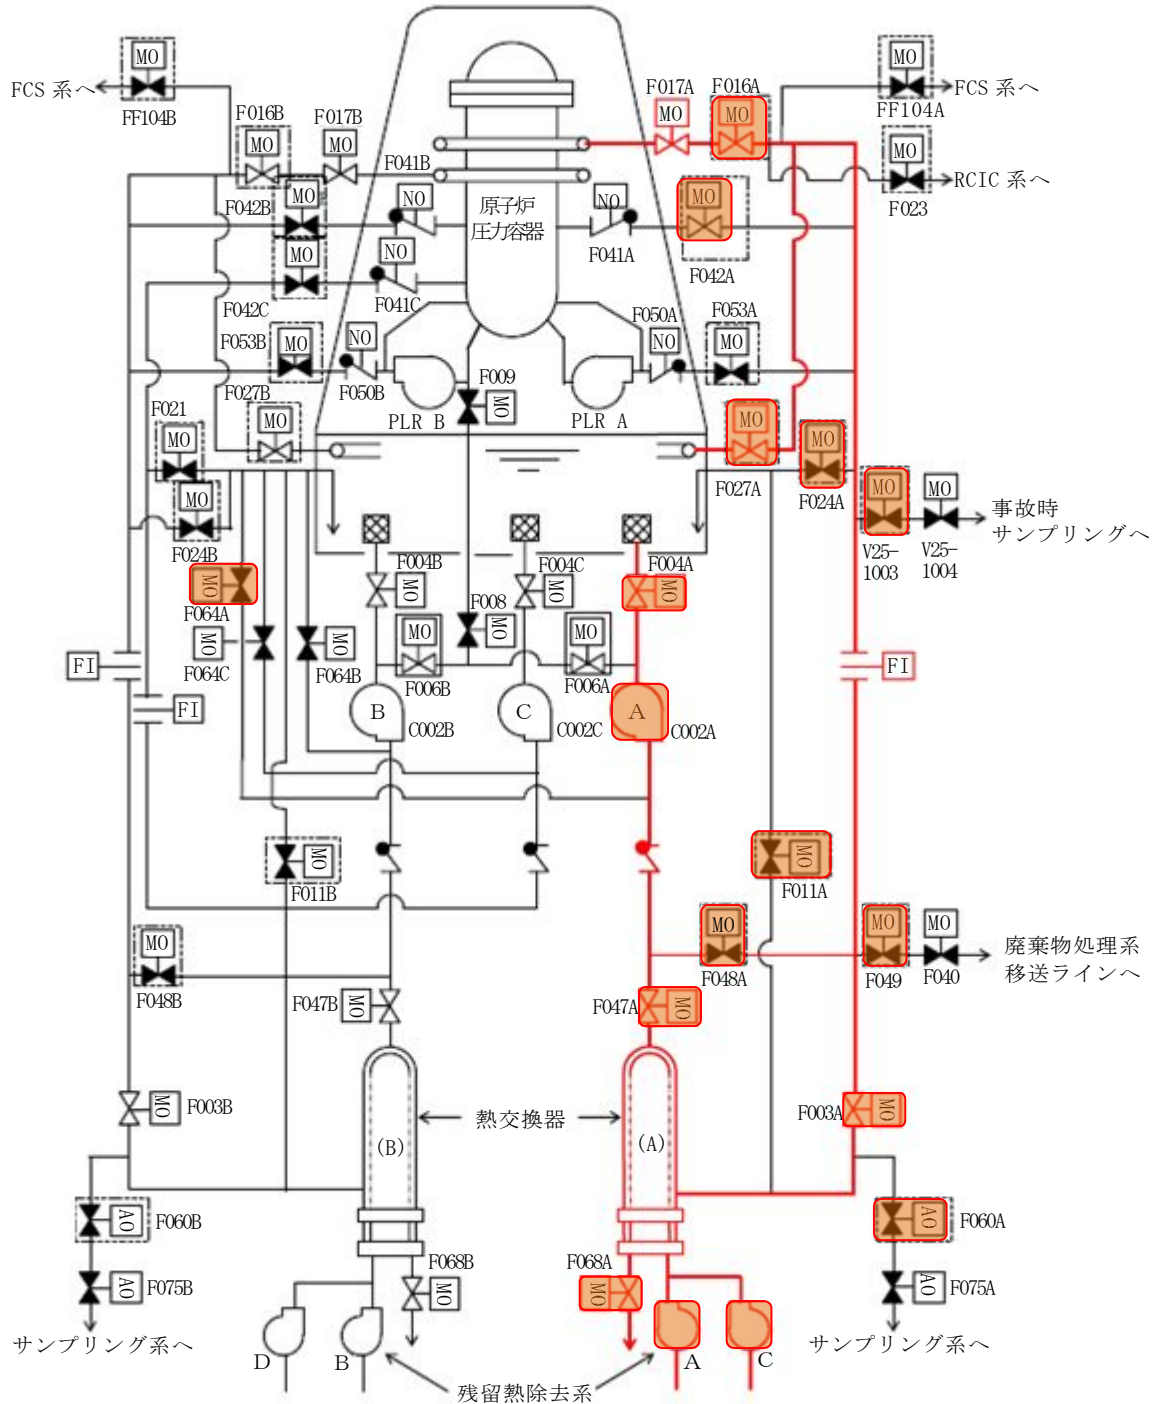 MO
MO
FCS 系へ
FCS 系へ
FF104B
F017A
F016A
FF104A
F016B
F017B
MO
MO
MO
MO
MO
F041B
RCIC 系へ
F042B
MO
NO
原子炉
圧力容器
NO
MO
F023
MO
NO
F041A
F042A
F042C
F041C
F053B
NO
F050A
F053A
MO
NO
MO
F027B
F050B
F009
F021
MO
PLR B
MO
PLR A
MO
MO
MO
MO
MO
F027A
F024A
MO
MO
事故時
サンプリングへ
F024B
F004B
F004C
F004A
V25-
1003
V25-
1004
MO
MO
MO
MO
F064A
F008
MO
MO
MO
MO
MO
FI
F064C
F064B
F006B
F006A
FI
FI
B
C
A
C002B
C002C
C002A
MO
MO
F011B
F011A
MO
MO
MO
MO
廃棄物処理系
移送ラインへ
F048B
F048A
F049
F040
F047B
MO
F047A
MO
MO
F003B
熱交換器
F003A
MO
(B)
(A)
AO
F060B
AO
F060A
F068B
F068A
AO
F075B
MO
MO
AO
F075A
サンプリング系へ
サンプリング系へ
D
B
A
C
残留熱除去系